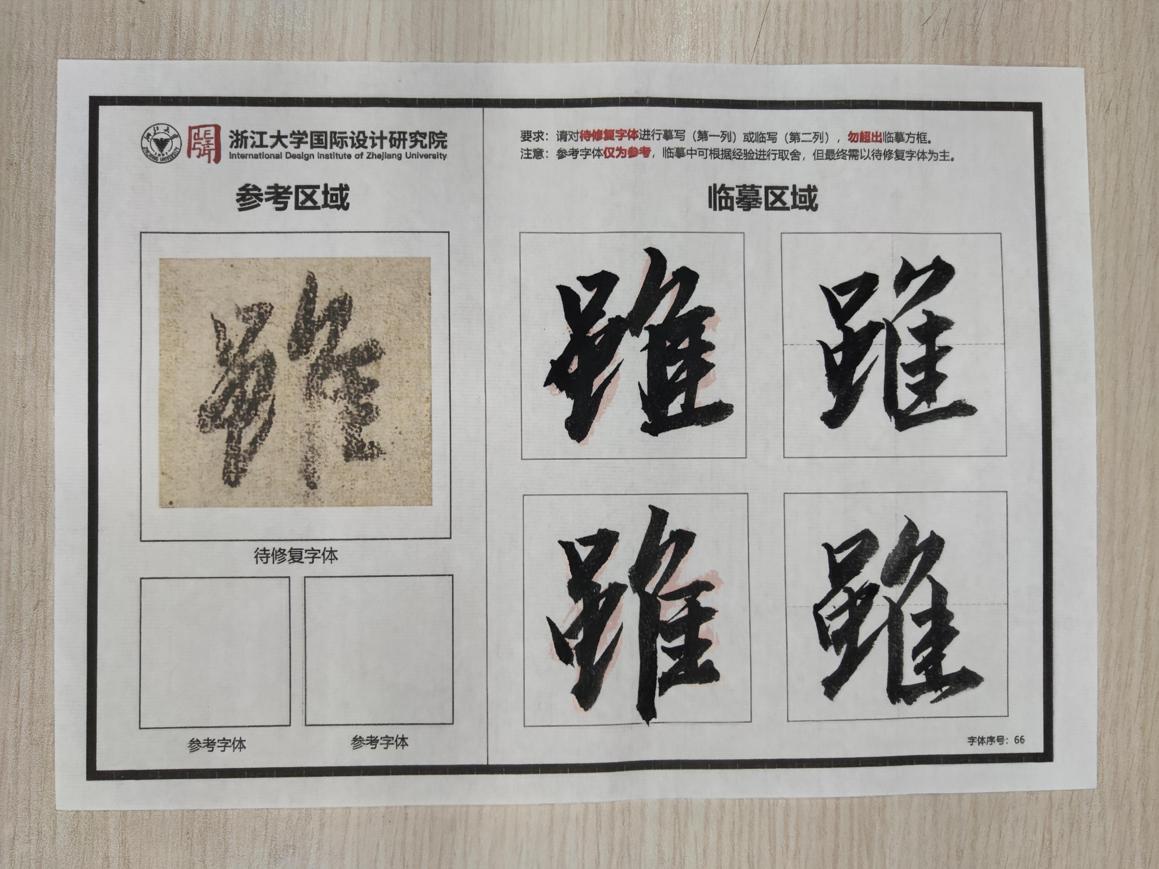 浙江大学国际设计研究院
International Design Institute of Zhejiang University
参考区域
雖
待修复字体
参考字体
参考字体
要求：请对待修复字体进行摹写（第一列）或临写（第二列），勿超出临摹方框。
注意：参考字体仅为参考，临摹中可根据经验进行取舍，但最终需以待修复字体为主。
临摹区域
雖 雖
雖 雖
字体序号：66